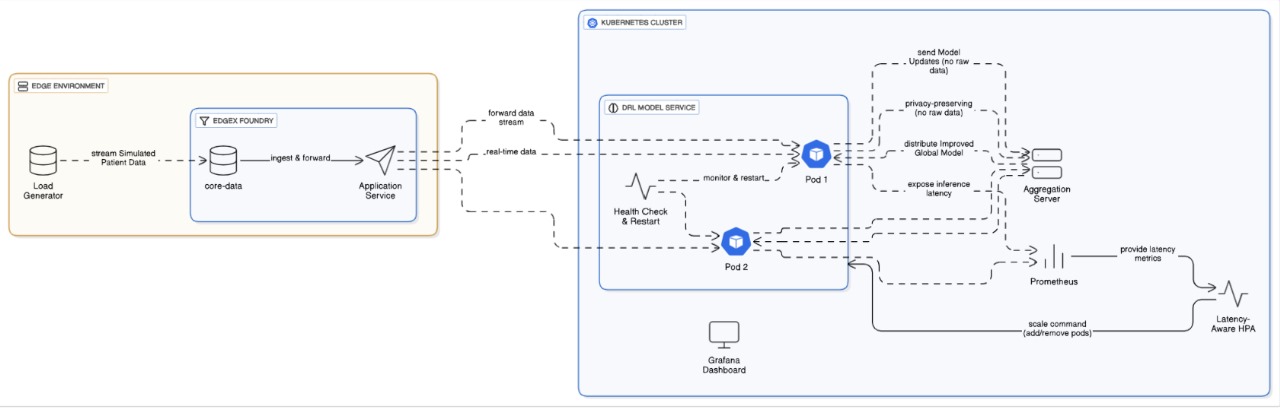 KUBERNETES CLUSTER
EDGE ENVIRONMENT
EDGEX FOUNDRY
stream Simulated
Patient Data
Load
Generator
core-data
ingest & forward
Application
Service
forward data
stream
real-time data
DRL MODEL SERVICE
Health Check
& Restart
monitor & restart
Pod 1
Pod 2
send Model
Updates (no raw
data)
privacy-preserving
(no raw data)
distribute Improved
Global Model
expose inference
latency
Aggregation
Server
Prometheus
provide latency
metrics
Latency-
Aware HPA
scale command
(add/remove pods)
Grafana
Dashboard